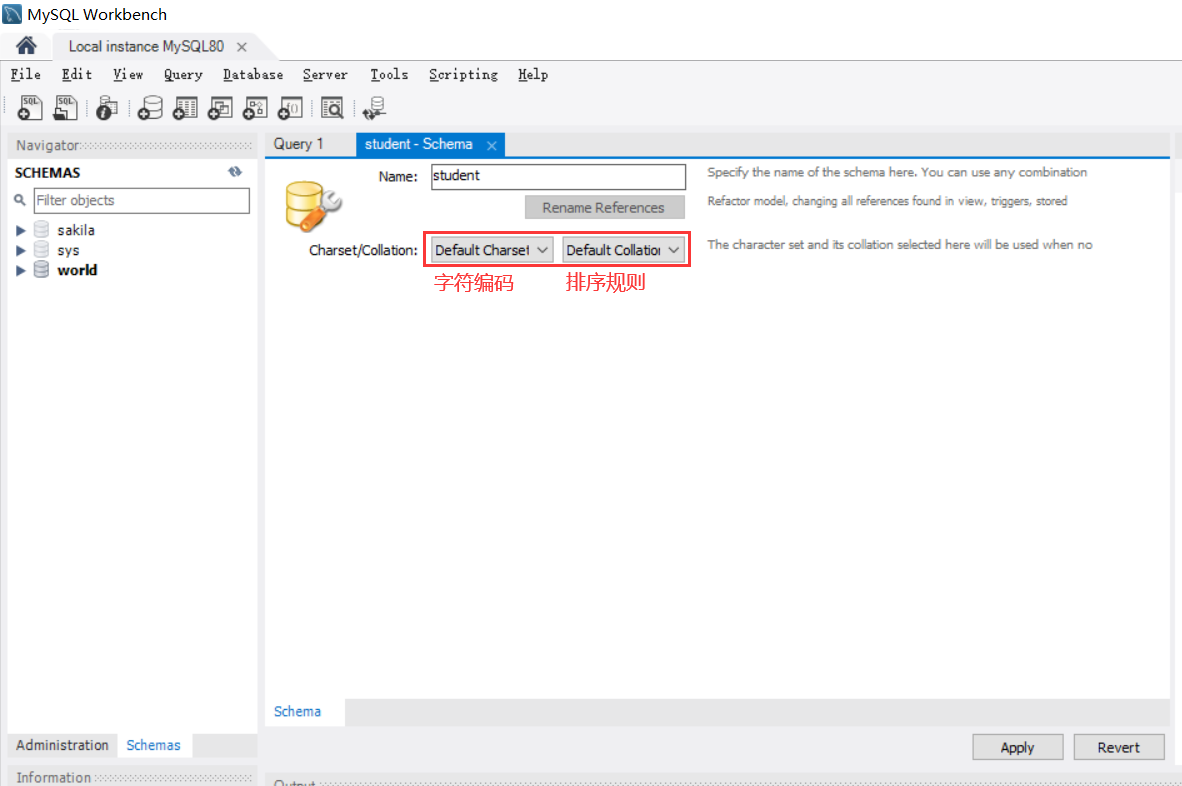 MySQL Workbench
Local instance MySQL80
File Edit View Query Database Server Tools Scripting Help
Navigator
SCHEMAS
Filter objects
sakila
sys
world
Administration Schemas
Information
Query 1 student - Schema
Name: student
Specify the name of the schema here. You can use any combination
Rename References
Refactor model, changing all references found in view, triggers, stored
Charset/Collation: Default Charset Default Collation
The character set and its collation selected here will be used when no
字符编码 排序规则
Schema
Apply Revert
Output